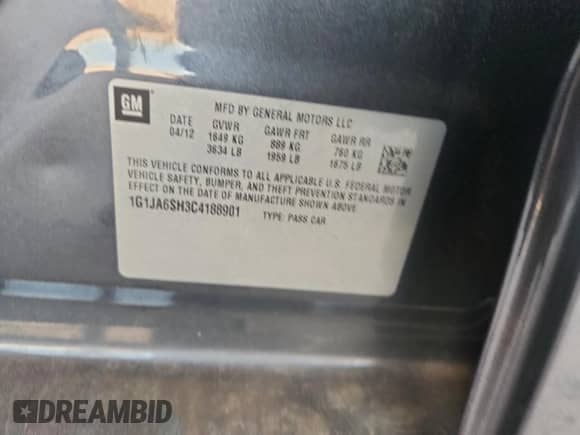 GM
MFD BY GENERAL MOTORS LLC
DATE GVWR GAWR FRT GAWR RR
04/12 1649 KG 889 KG. 760 KG
3634 LB 1959 LB 1675 LB
THIS VEHICLE CONFORMS TO ALL APPLICABLE U.S. FEDERAL MOTOR
VEHICLE SAFETY, BUMPER, AND THEFT PREVENTION STANDARDS IN
EFFECT ON THE DATE OF MANUFACTURE SHOWN ABOVE.
1G1JA6SH3C4188901 TYPE: PASS CAR
DREAMBID